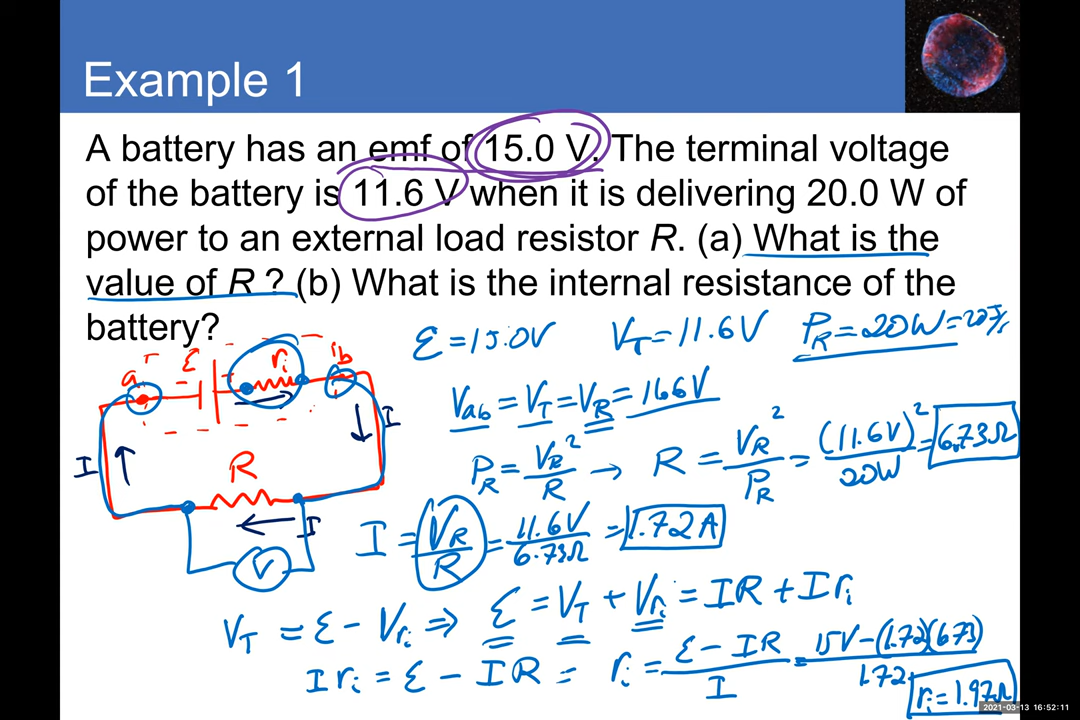 Example 1
A battery has an emf of 15.0 V. The terminal voltage
of the battery is 11.6 V when it is delivering 20.0 W of
power to an external load resistor R. (a) What is the
value of R ? (b) What is the internal resistance of the
battery?
ℰ = 15.0V V_T = 11.6V P_R = 20W = 20J/s
a ℰ r_i b
V_ab = V_T = V_R = 16.6V
I I
R
P_R = V_R²/R → R = V_R²/P_R = (11.6V)²/20W = 6.73Ω
I
V
I = V_R/R = 11.6V/6.73Ω = 1.72A
V_T = ℰ - V_ri ⇒ ℰ = V_T + V_ri = IR + Ir_i
Ir_i = ℰ - IR = r_i = (ℰ - IR)/I = 15V-(1.72)(6.73)/1.72
r_i = 1.97Ω
2021-03-13 16:52:11